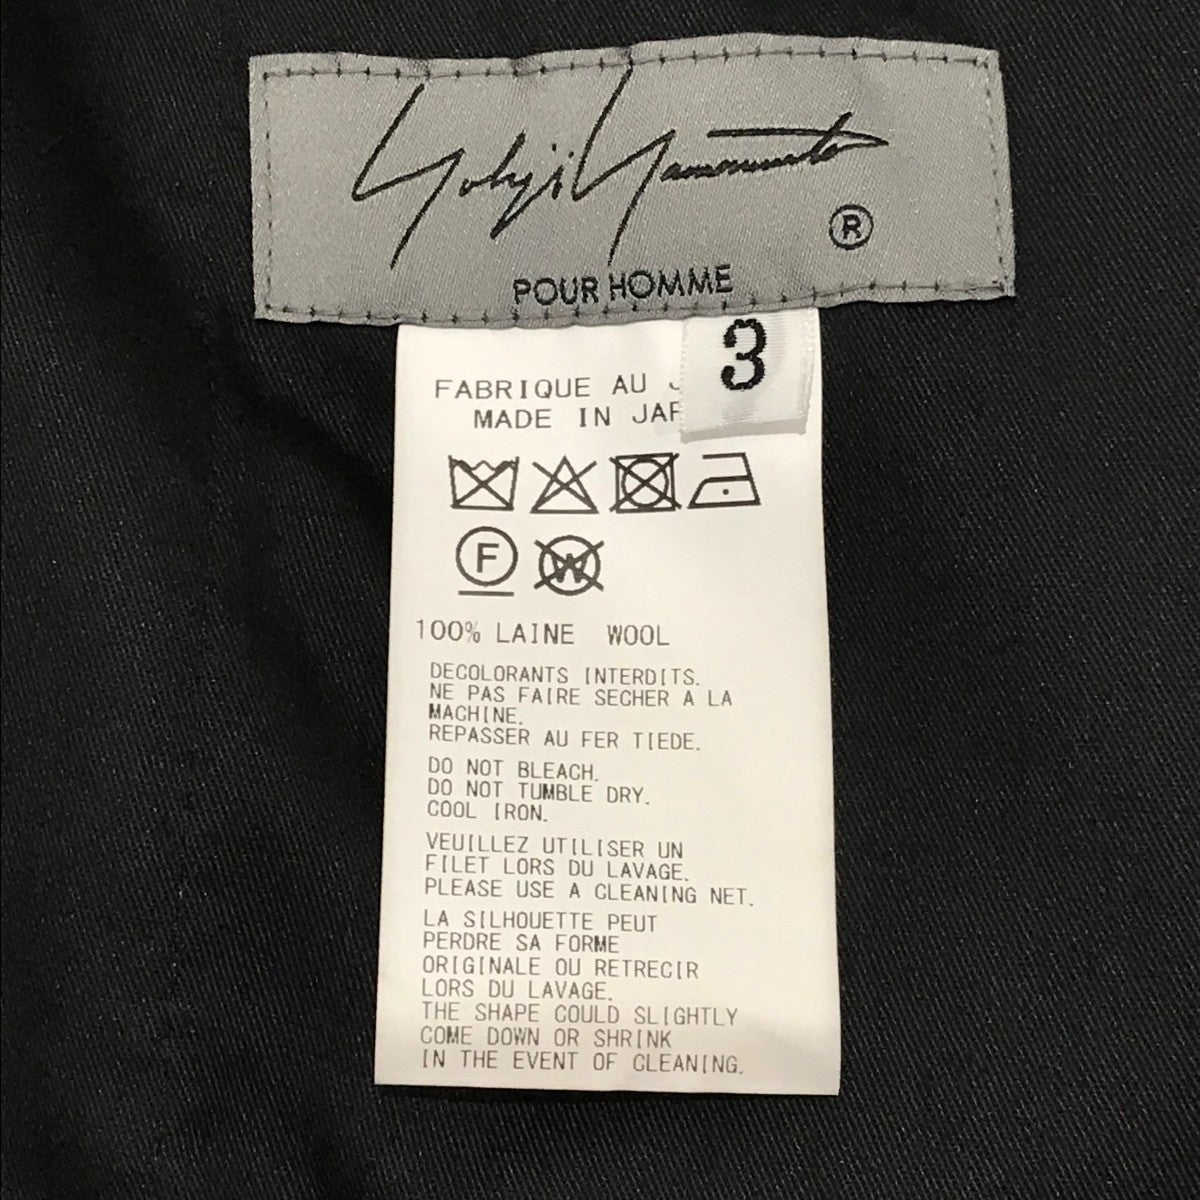 Yohji Yamamoto
®
POUR HOMME
3
FABRIQUE AU
MADE IN JAP
F
W
100% LAINE WOOL
DECOLORANTS INTERDITS.
NE PAS FAIRE SECHER A LA
MACHINE.
REPASSER AU FER TIEDE.
DO NOT BLEACH.
DO NOT TUMBLE DRY.
COOL IRON.
VEUILLEZ UTILISER UN
FILET LORS DU LAVAGE.
PLEASE USE A CLEANING NET.
LA SILHOUETTE PEUT
PERDRE SA FORME
ORIGINALE OU RETRECIR
LORS DU LAVAGE.
THE SHAPE COULD SLIGHTLY
COME DOWN OR SHRINK
IN THE EVENT OF CLEANING.